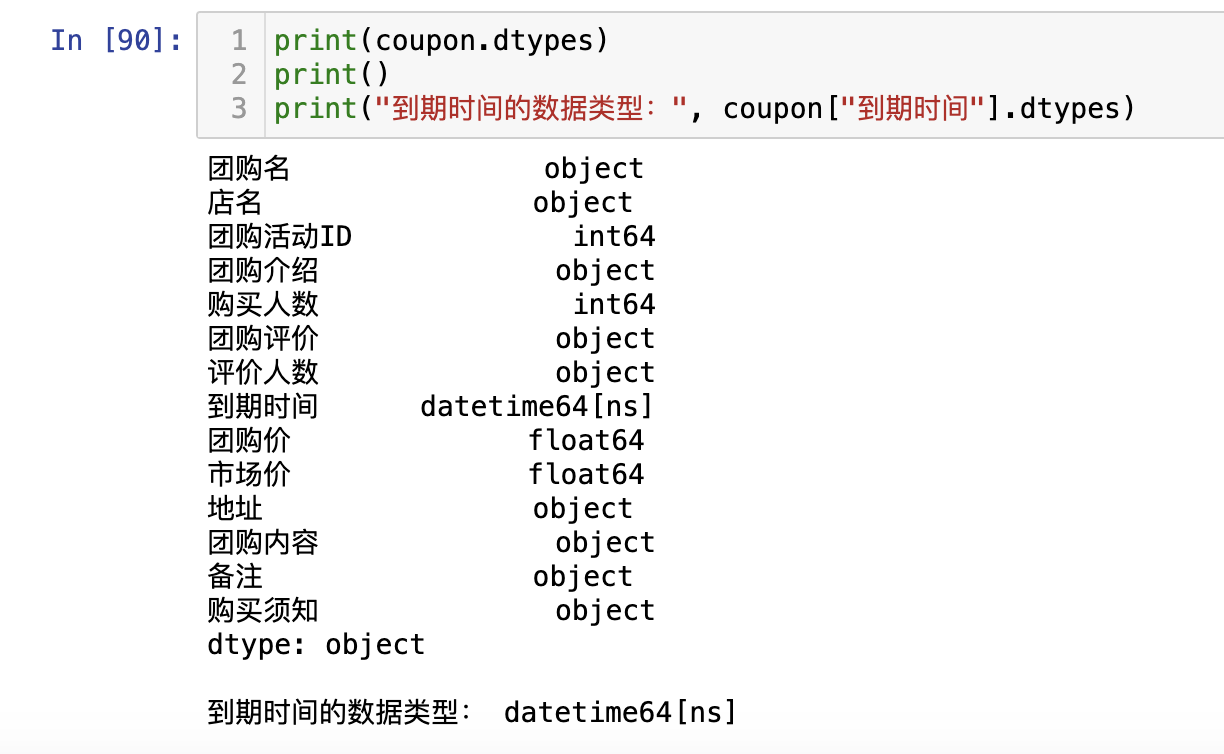 In [90]:
1 print(coupon.dtypes)
2 print()
3 print("到期时间的数据类型：", coupon["到期时间"].dtypes)
团购名 object
店名 object
团购活动ID int64
团购介绍 object
购买人数 int64
团购评价 object
评价人数 object
到期时间 datetime64[ns]
团购价 float64
市场价 float64
地址 object
团购内容 object
备注 object
购买须知 object
dtype: object
到期时间的数据类型： datetime64[ns]